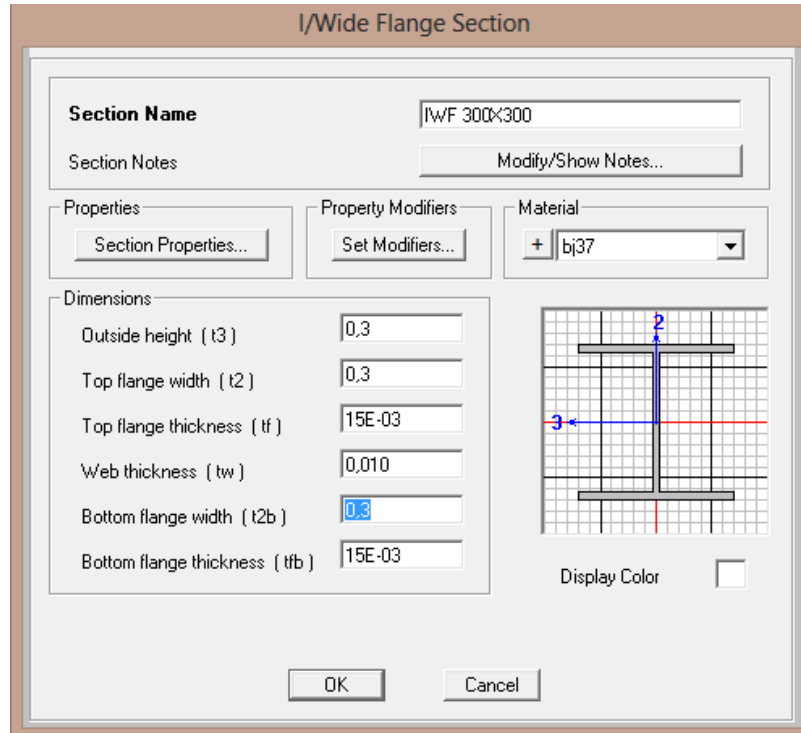 I/Wide Flange Section
Section Name IWF 300X300
Section Notes Modify/Show Notes...
Properties Property Modifiers Material
Section Properties... Set Modifiers... + bj37
Dimensions
Outside height ( t3 ) 0,3
Top flange width ( t2 ) 0,3
Top flange thickness ( tf ) 15E-03
Web thickness ( tw ) 0,010
Bottom flange width ( t2b ) 0,3
Bottom flange thickness ( tfb ) 15E-03
2
3
Display Color
OK Cancel